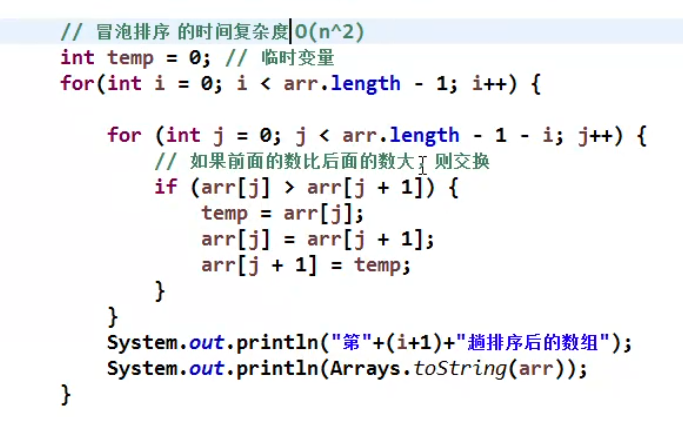 // 冒泡排序 的时间复杂度 O(n^2)
int temp = 0; // 临时变量
for(int i = 0; i < arr.length - 1; i++) {
for (int j = 0; j < arr.length - 1 - i; j++) {
// 如果前面的数比后面的数大，则交换
if (arr[j] > arr[j + 1]) {
temp = arr[j];
arr[j] = arr[j + 1];
arr[j + 1] = temp;
}
}
System.out.println("第"+(i+1)+"趟排序后的数组");
System.out.println(Arrays.toString(arr));
}